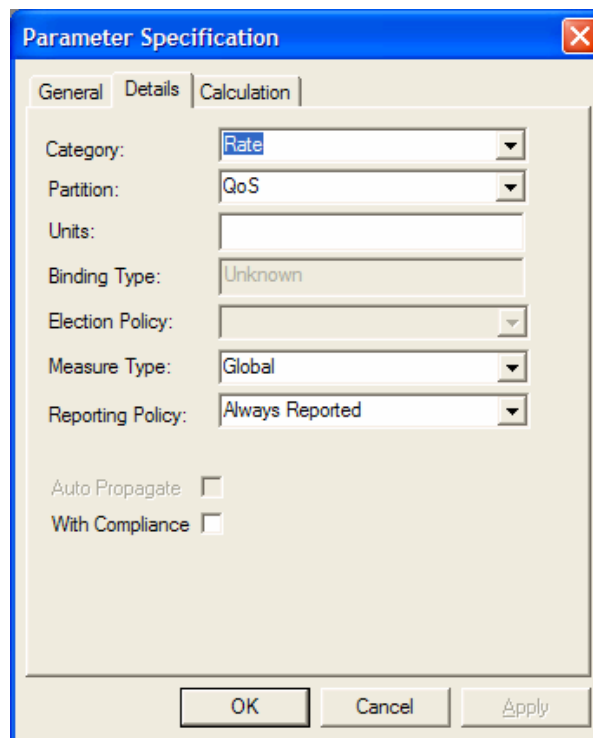 Parameter Specification
General Details Calculation
Category: Rate
Partition: QoS
Units:
Binding Type: Unknown
Election Policy:
Measure Type: Global
Reporting Policy: Always Reported
Auto Propagate
With Compliance
OK Cancel Apply